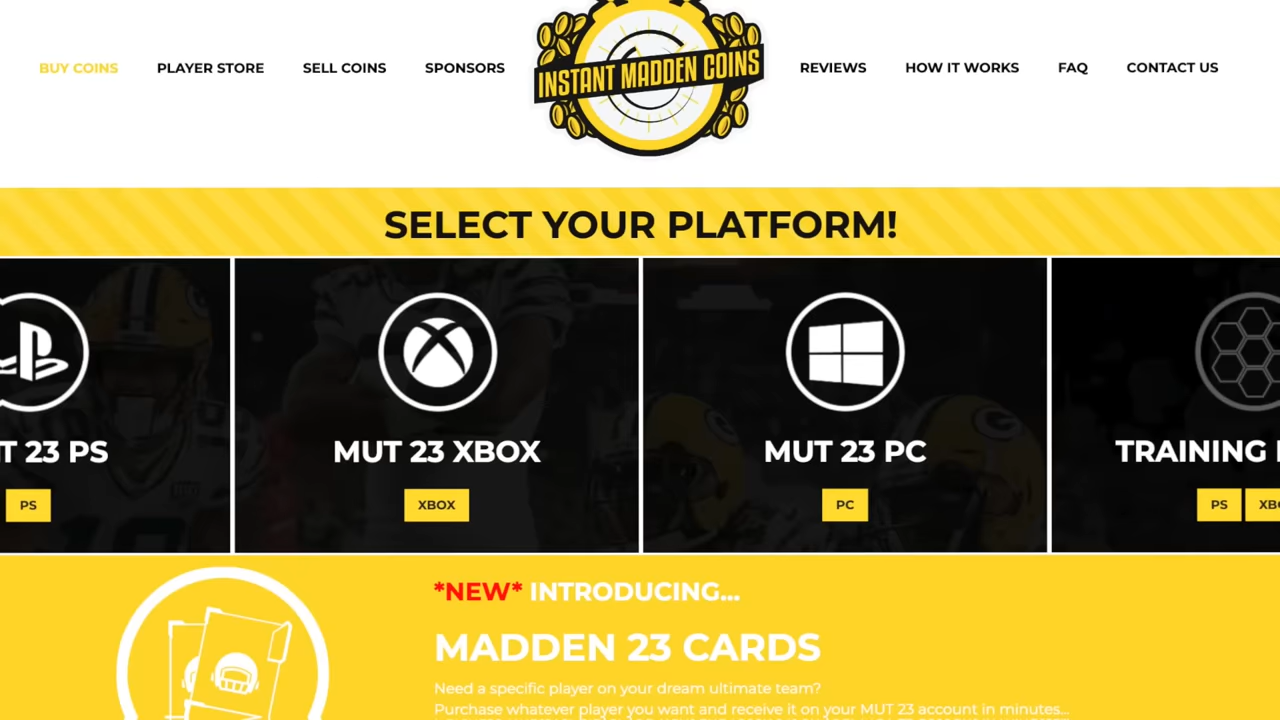 BUY COINS
PLAYER STORE
SELL COINS
SPONSORS
INSTANT MADDEN COINS
REVIEWS
HOW IT WORKS
FAQ
CONTACT US
SELECT YOUR PLATFORM!
T 23 PS
MUT 23 XBOX
MUT 23 PC
TRAINING
PS
XBOX
PC
PS
*NEW* INTRODUCING...
MADDEN 23 CARDS
Need a specific player on your dream ultimate team?
Purchase whatever player you want and receive it on your MUT 23 account in minutes...